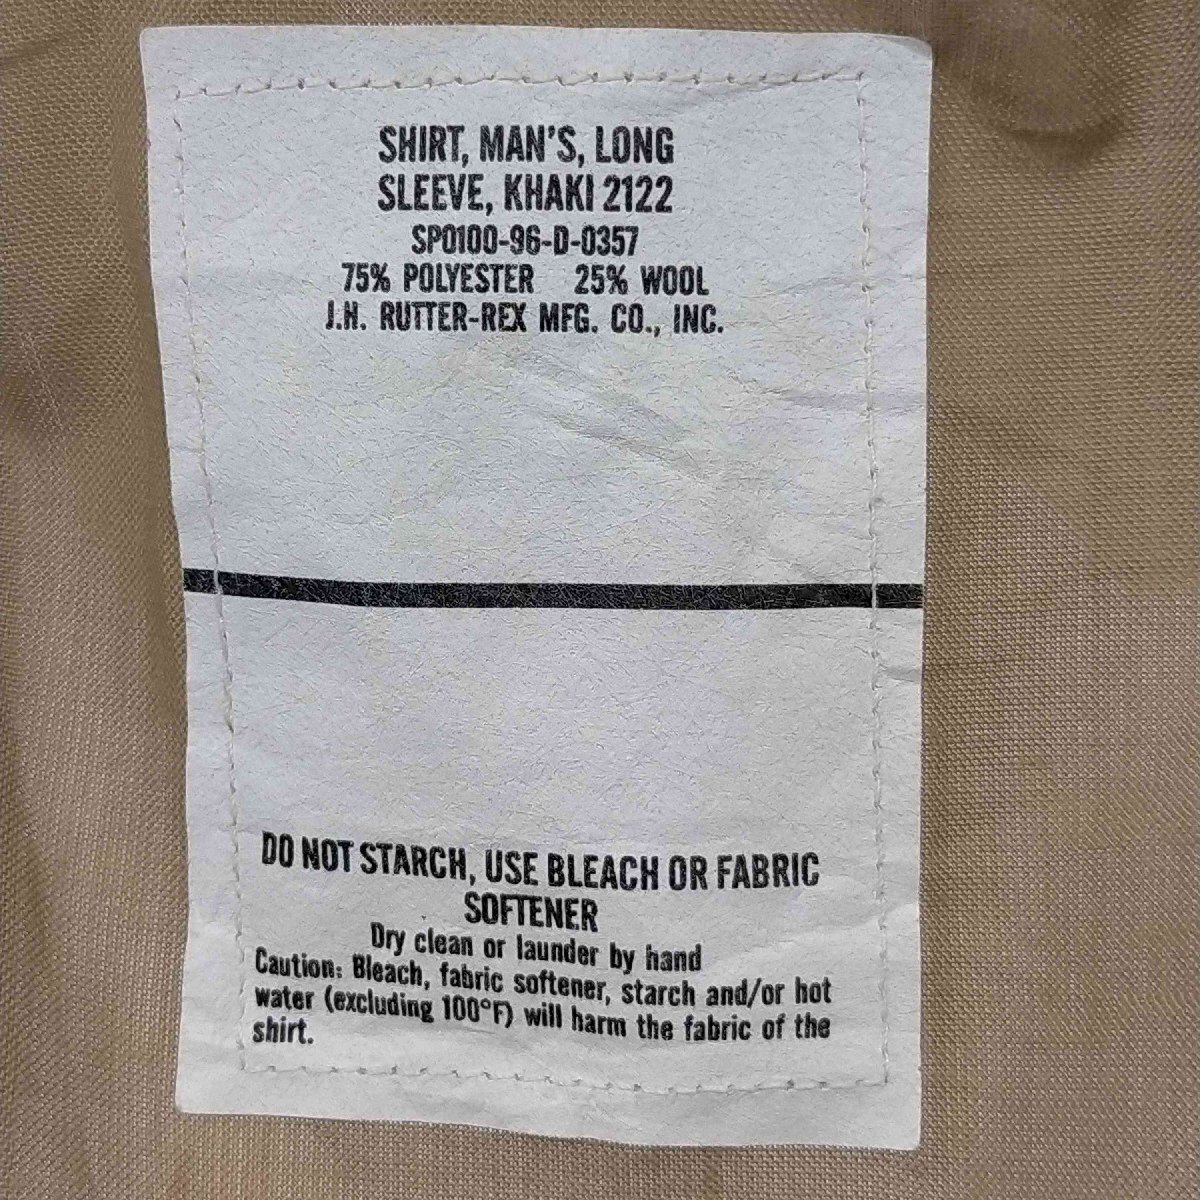 SHIRT, MAN'S, LONG
SLEEVE, KHAKI 2122
SPO100-96-D-0357
75% POLYESTER 25% WOOL
J.H. RUTTER-REX MFG. CO., INC.
DO NOT STARCH, USE BLEACH OR FABRIC
SOFTENER
Dry clean or launder by hand
Caution: Bleach, fabric softener, starch and/or hot
water (excluding 100°F) will harm the fabric of the
shirt.